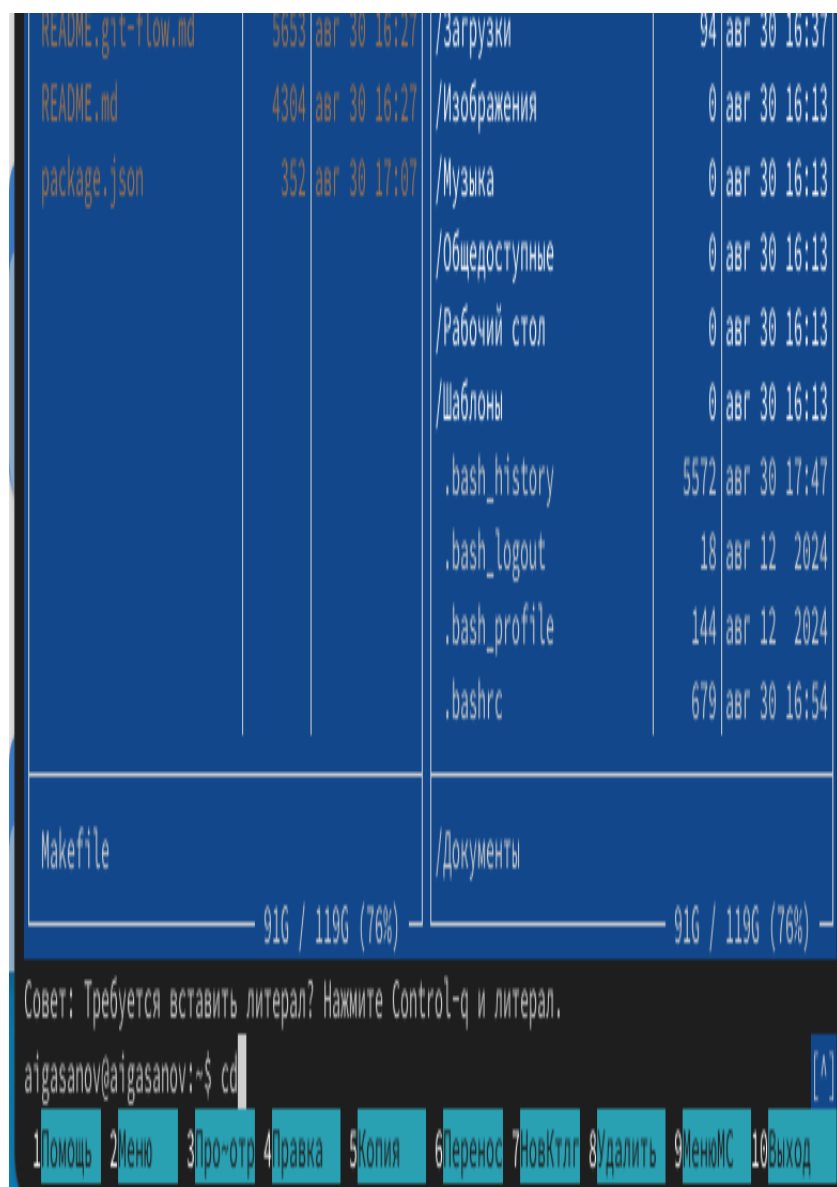 README.git-flow.md 5653 авг 30 16:27 /Загрузки 94 авг 30 16:37
README.md 4304 авг 30 16:27 /Изображения 0 авг 30 16:13
package.json 352 авг 30 17:07 /Музыка 0 авг 30 16:13
/Общедоступные 0 авг 30 16:13
/Рабочий стол 0 авг 30 16:13
/Шаблоны 0 авг 30 16:13
.bash_history 5572 авг 30 17:47
.bash_logout 18 авг 12 2024
.bash_profile 144 авг 12 2024
.bashrc 679 авг 30 16:54
Makefile /Документы
91G / 119G (76%) 91G / 119G (76%)
Совет: Требуется вставить литерал? Нажмите Control-q и литерал.
aigasanov@aigasanov:~$ cd [^]
1Помощь 2Меню 3Про~отр 4Правка 5Копия 6Перенос 7НовКтлг 8Удалить 9МенюMC 10Выход